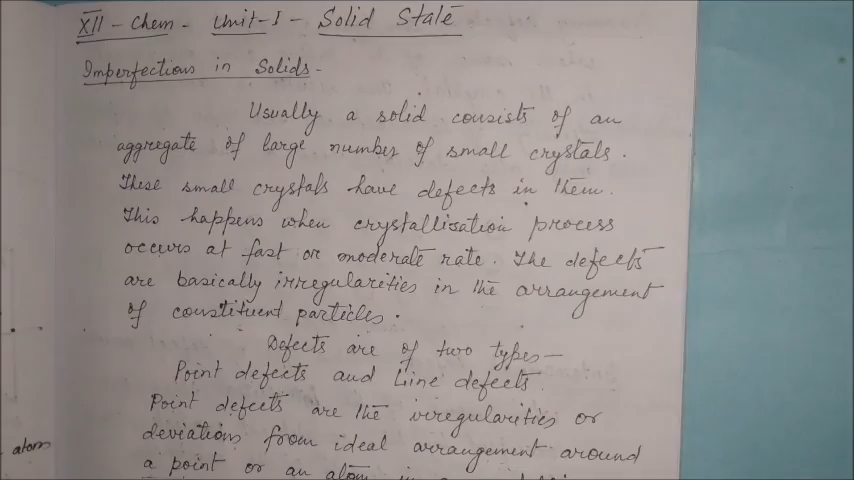 XII - Chem - Unit-I - Solid State
Imperfections in Solids -
Usually a solid consists of an
aggregate of large number of small crystals.
These small crystals have defects in them.
This happens when crystallisation process
occurs at fast or moderate rate. The defects
are basically irregularities in the arrangement
of constituent particles.
Defects are of two types -
Point defects and Line defects.
Point defects are the irregularities or
deviations from ideal arrangement around
atom
a point or an atom in a